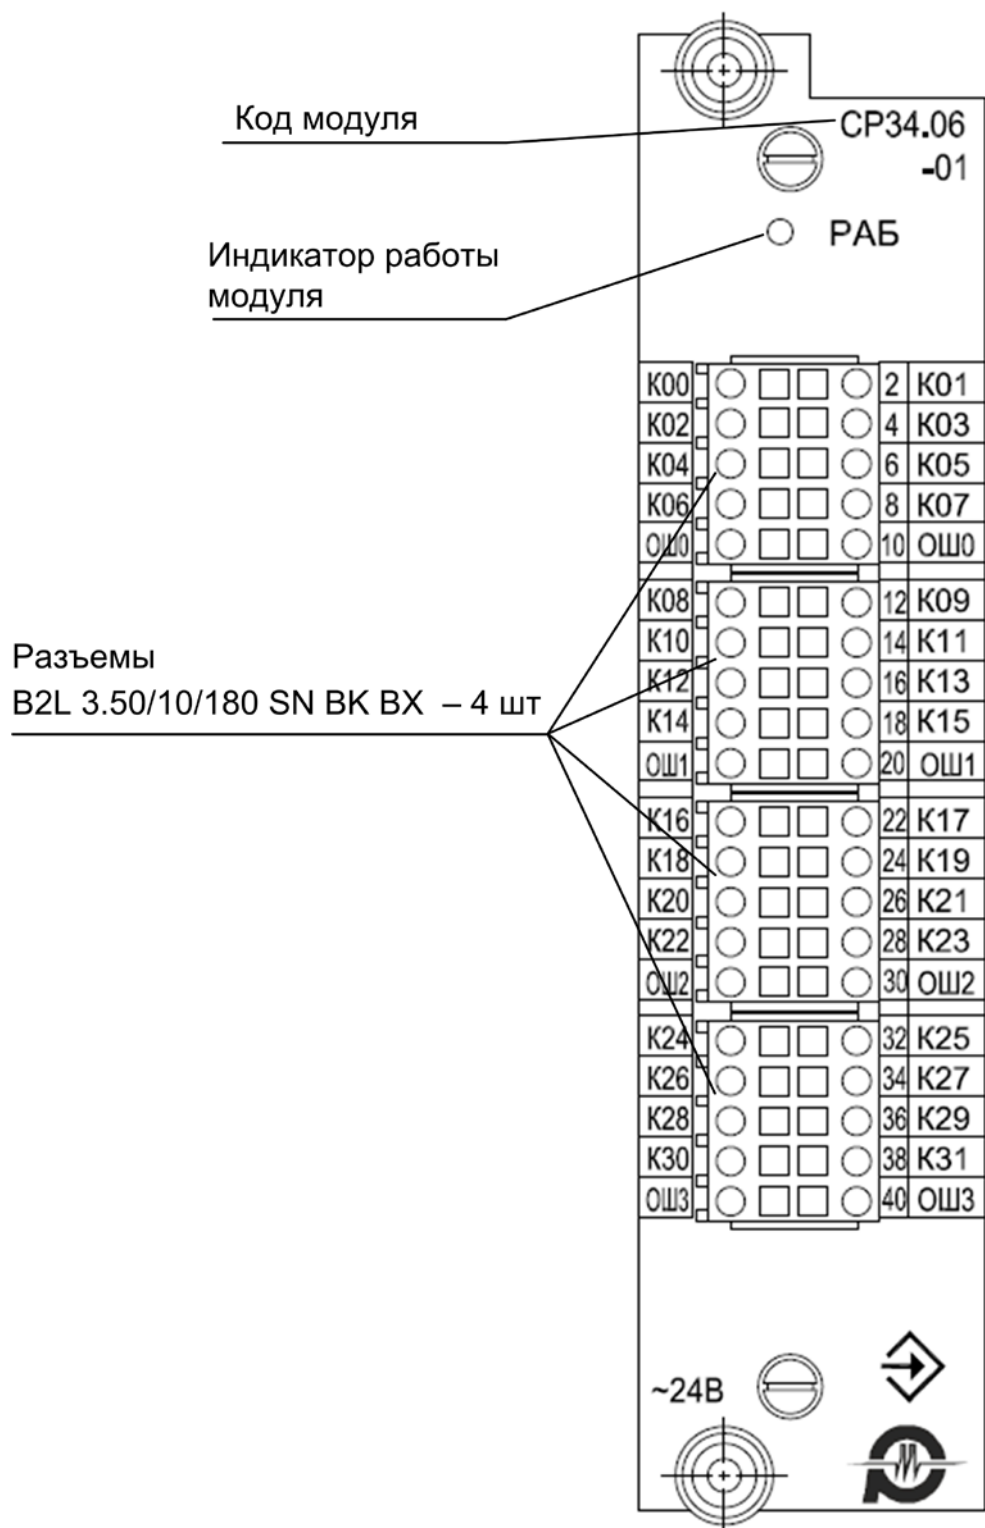 Код модуля
СР34.06
-01
РАБ
Индикатор работы
модуля
К00 2 К01
К02 4 К03
К04 6 К05
К06 8 К07
ОШ0 10 ОШ0
К08 12 К09
К10 14 К11
К12 16 К13
К14 18 К15
ОШ1 20 ОШ1
Разъемы
B2L 3.50/10/180 SN BK BX – 4 шт
К16 22 К17
К18 24 К19
К20 26 К21
К22 28 К23
ОШ2 30 ОШ2
К24 32 К25
К26 34 К27
К28 36 К29
К30 38 К31
ОШ3 40 ОШ3
~24В